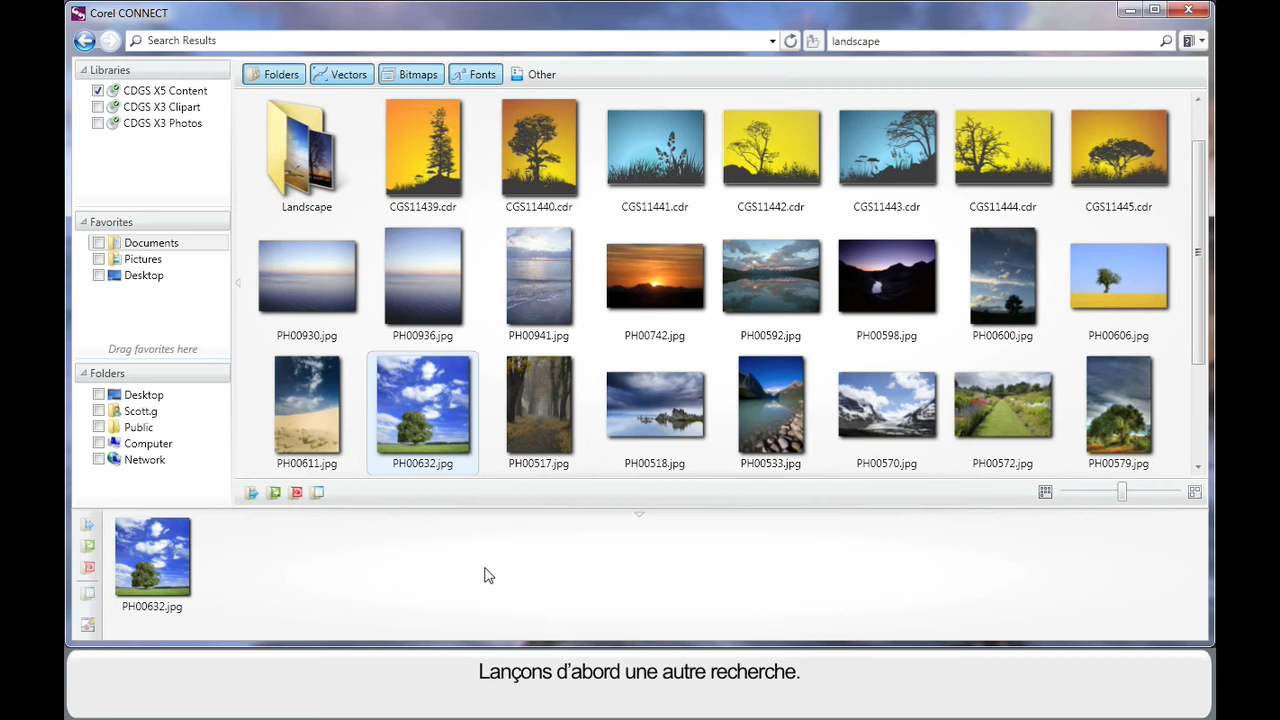 Corel CONNECT
Search Results
landscape
Libraries
CDGS X5 Content
CDGS X3 Clipart
CDGS X3 Photos
Folders
Vectors
Bitmaps
Fonts
Other
Landscape
CGS11439.cdr
CGS11440.cdr
CGS11441.cdr
CGS11442.cdr
CGS11443.cdr
CGS11444.cdr
CGS11445.cdr
Favorites
Documents
Pictures
Desktop
Drag favorites here
PH00930.jpg
PH00936.jpg
PH00941.jpg
PH00742.jpg
PH00592.jpg
PH00598.jpg
PH00600.jpg
PH00606.jpg
Folders
Desktop
Scott.g
Public
Computer
Network
PH00611.jpg
PH00632.jpg
PH00517.jpg
PH00518.jpg
PH00533.jpg
PH00570.jpg
PH00572.jpg
PH00579.jpg
PH00632.jpg
Lançons d’abord une autre recherche.